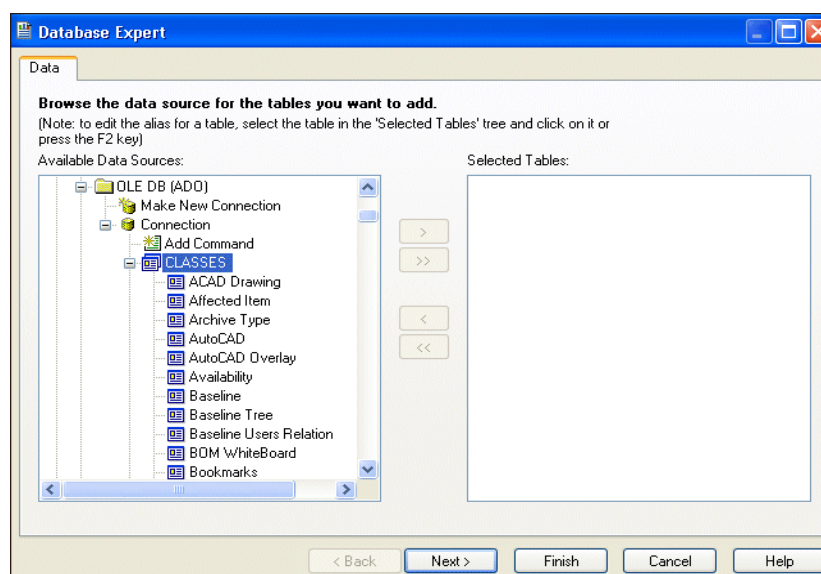 Database Expert
Data
Browse the data source for the tables you want to add.
(Note: to edit the alias for a table, select the table in the 'Selected Tables' tree and click on it or
press the F2 key)
Available Data Sources:
Selected Tables:
OLE DB (ADO)
Make New Connection
Connection
Add Command
CLASSES
ACAD Drawing
Affected Item
Archive Type
AutoCAD
AutoCAD Overlay
Availability
Baseline
Baseline Tree
Baseline Users Relation
BOM WhiteBoard
Bookmarks
>
>>
<
<<
< Back
Next >
Finish
Cancel
Help